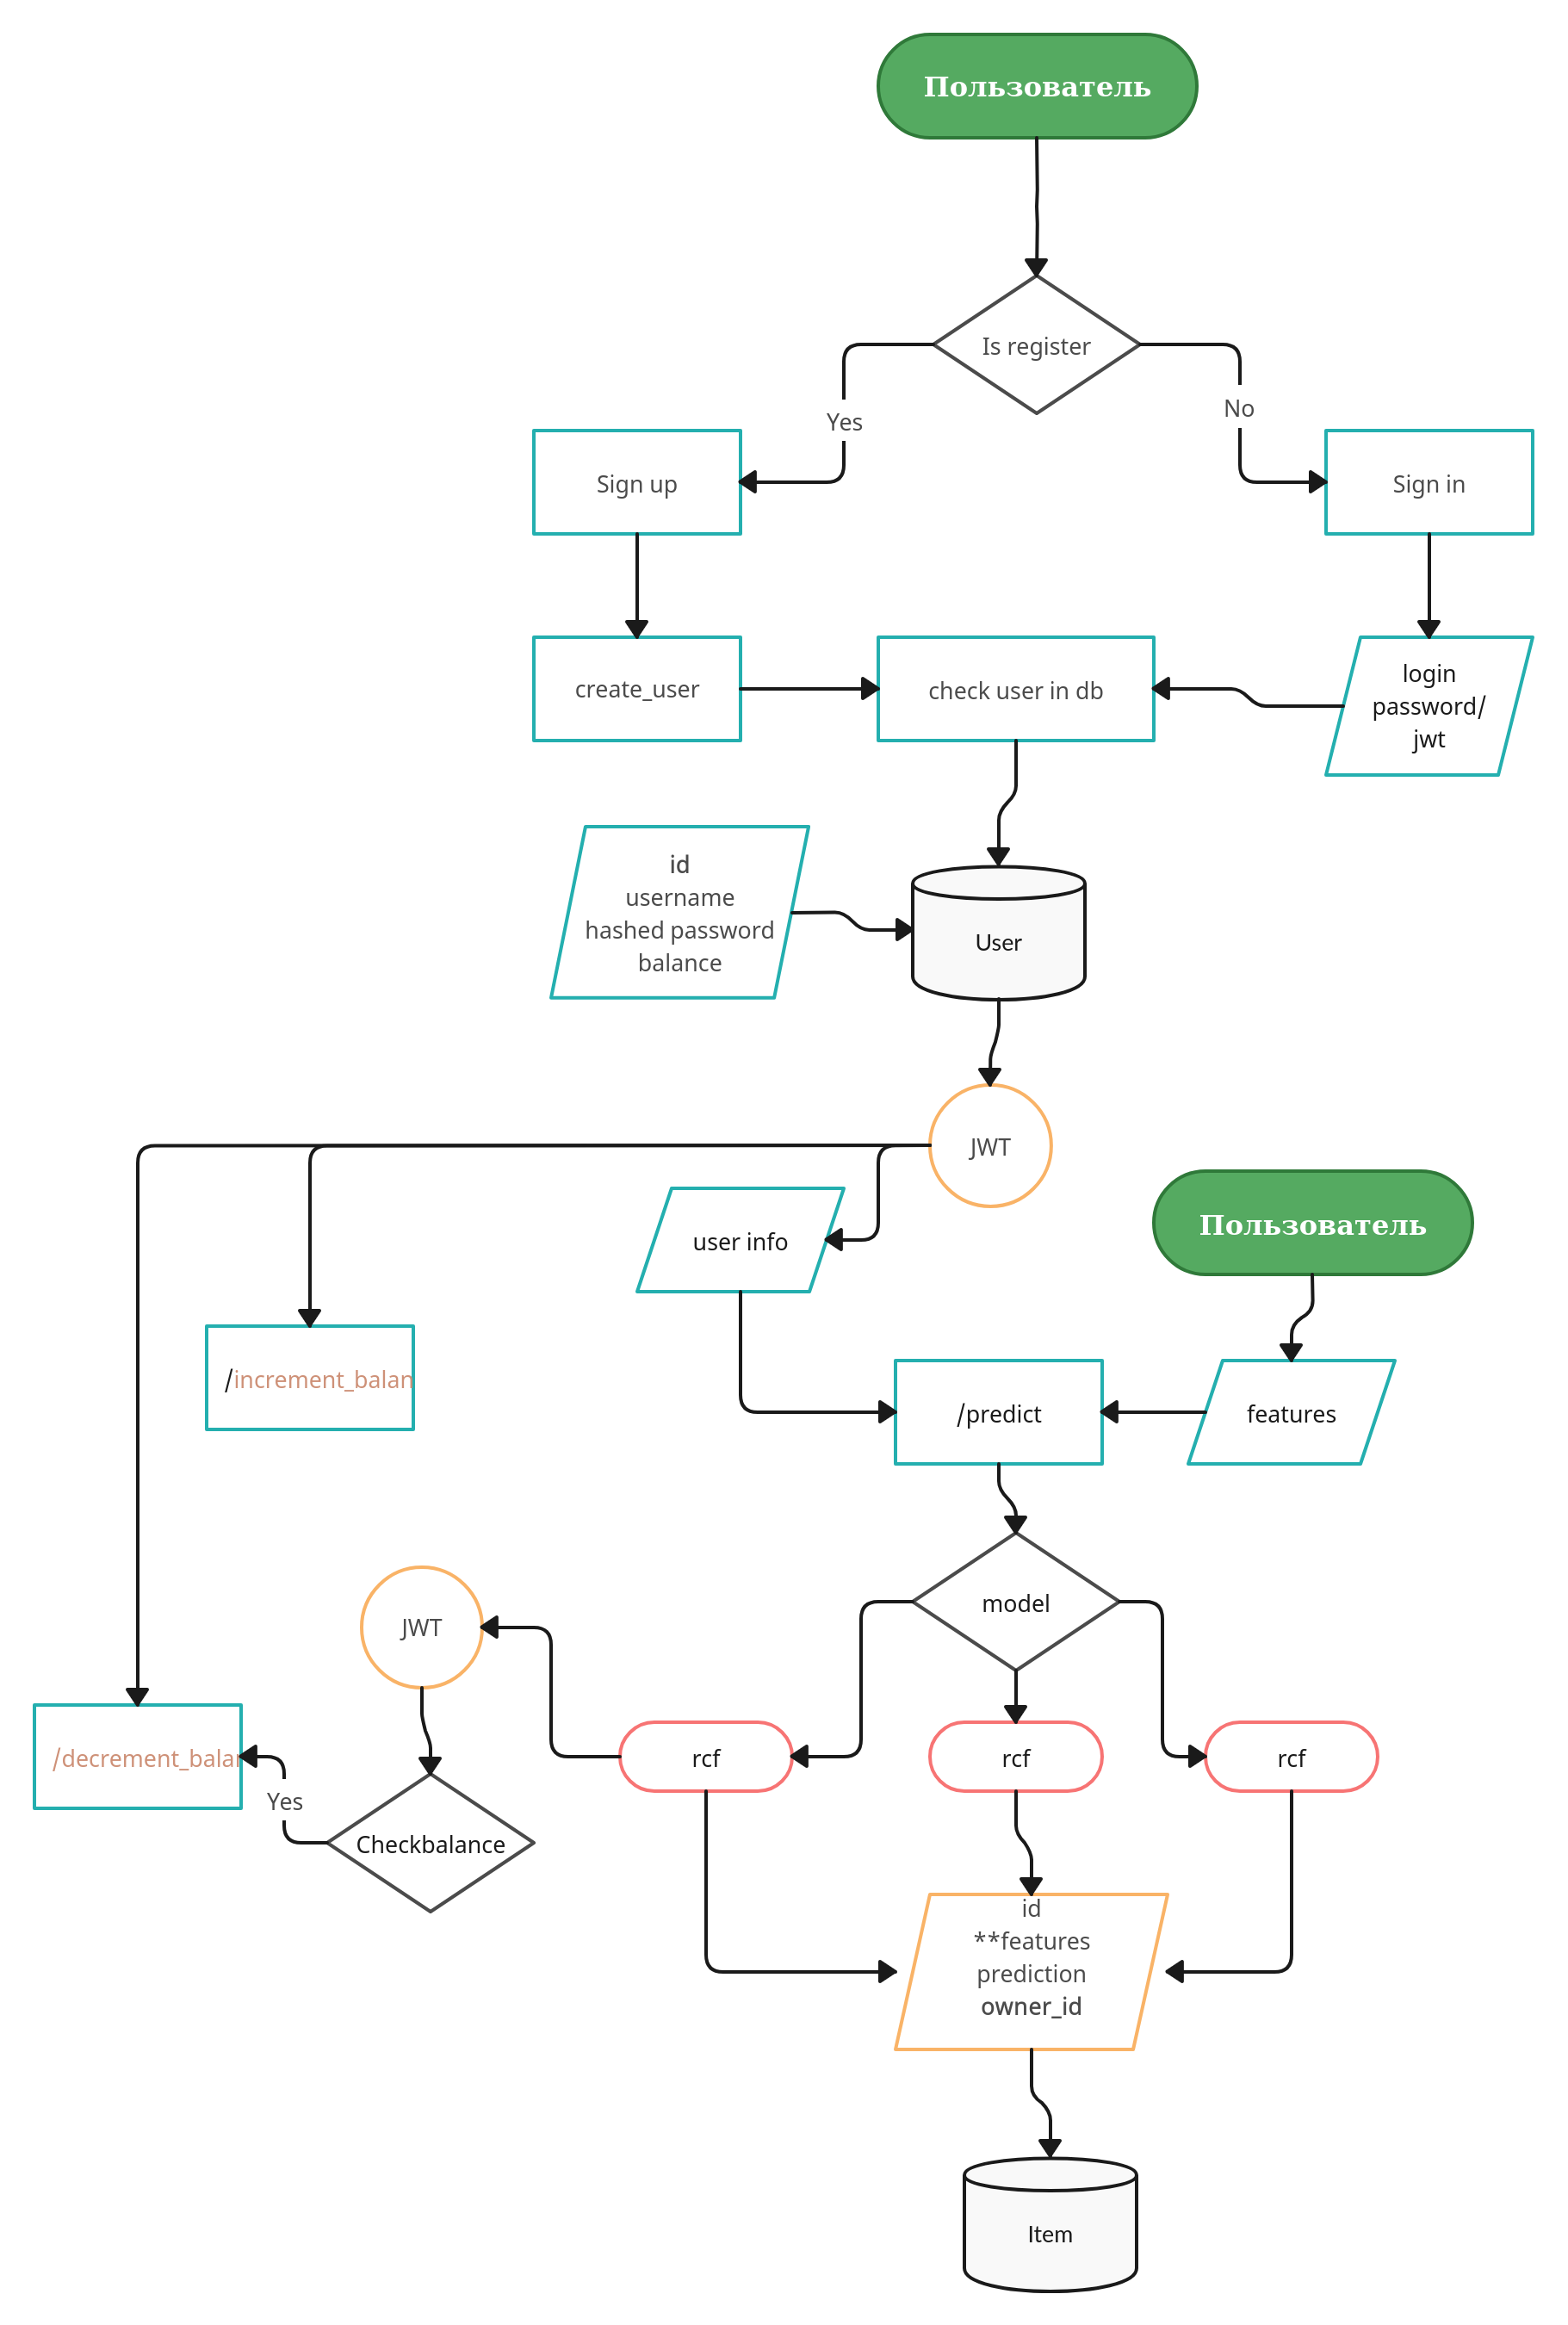 Пользователь
Is register
Yes
No
Sign up
Sign in
create_user
check user in db
login
password/
jwt
id
username
hashed password
balance
User
JWT
user info
Пользователь
/increment_balan
/predict
features
JWT
model
/decrement_balan
rcf
rcf
rcf
Yes
Checkbalance
id
**features
prediction
owner_id
Item